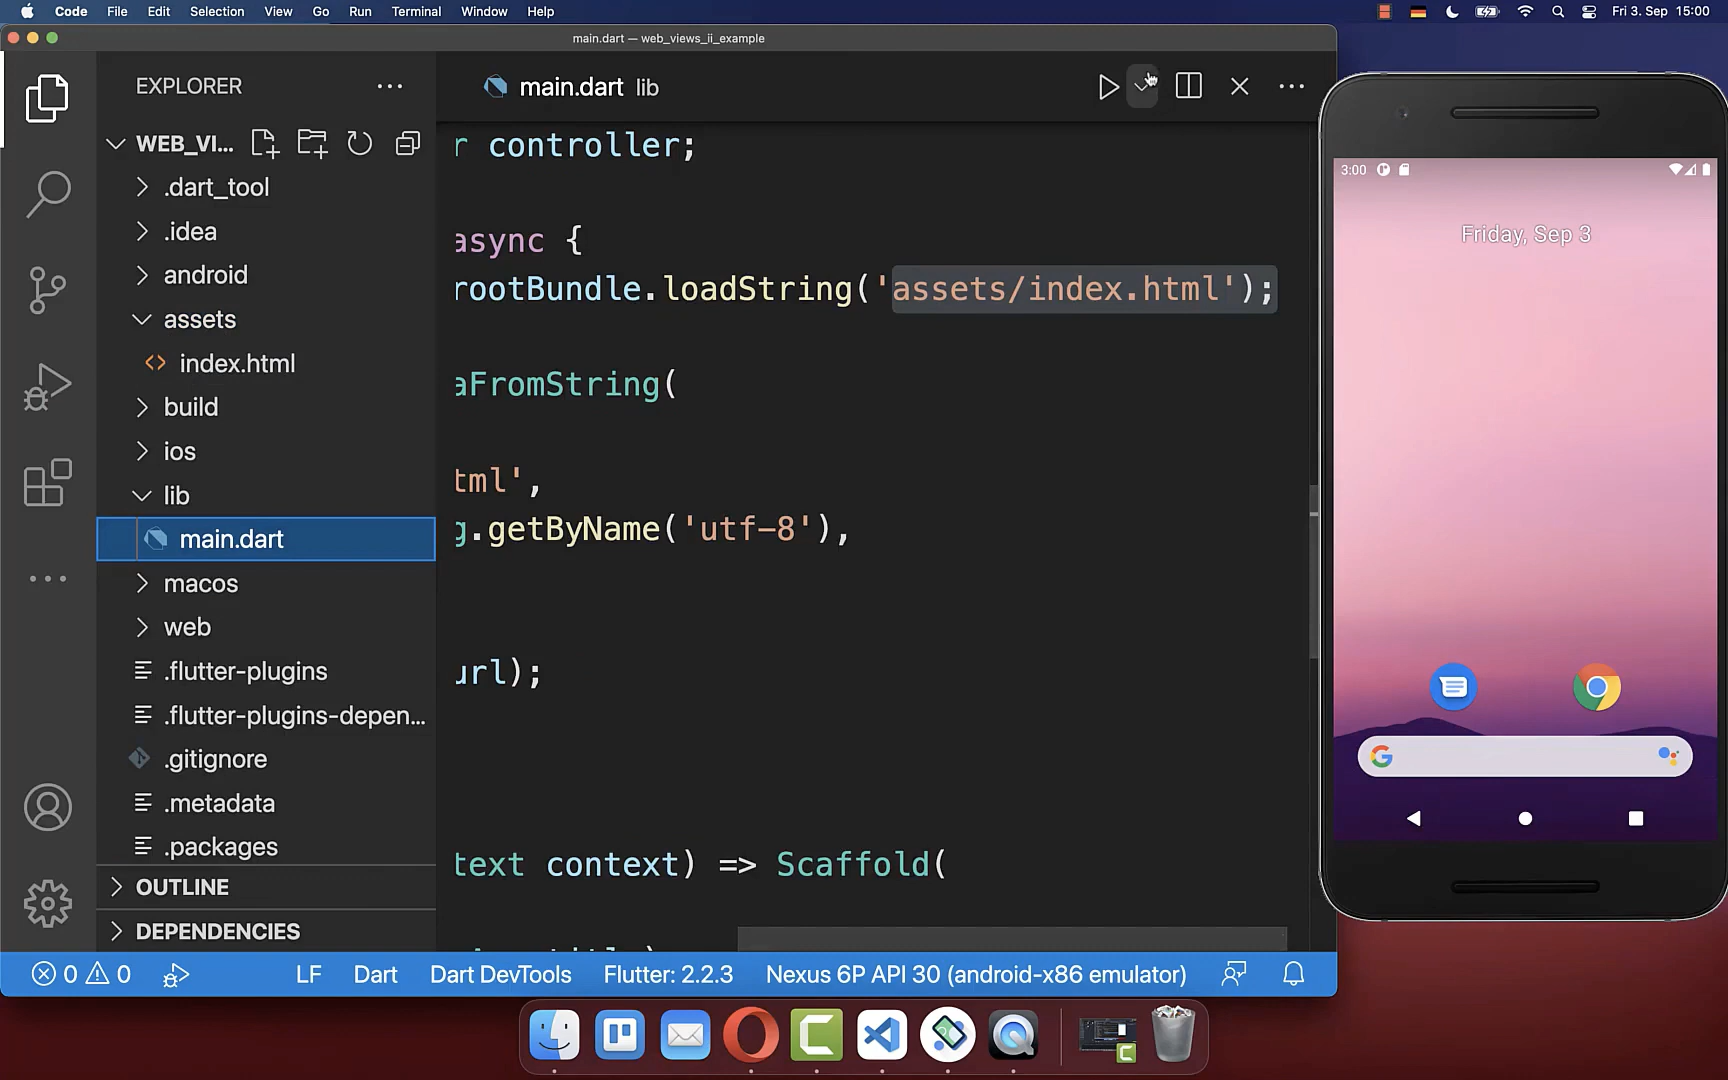 Code File Edit Selection View Go Run Terminal Window Help
Fri 3. Sep 15:00
main.dart — web_views_ii_example
EXPLORER
main.dart lib
WEB_VI...
.dart_tool
.idea
android
assets
index.html
build
ios
lib
main.dart
macos
web
.flutter-plugins
.flutter-plugins-depen...
.gitignore
.metadata
.packages
OUTLINE
DEPENDENCIES
r controller;
async {
rootBundle.loadString('assets/index.html');
aFromString(
tml',
g.getByName('utf-8'),
url);
text context) => Scaffold(
0 0
LF
Dart
Dart DevTools
Flutter: 2.2.3
Nexus 6P API 30 (android-x86 emulator)
3:00
Friday, Sep 3